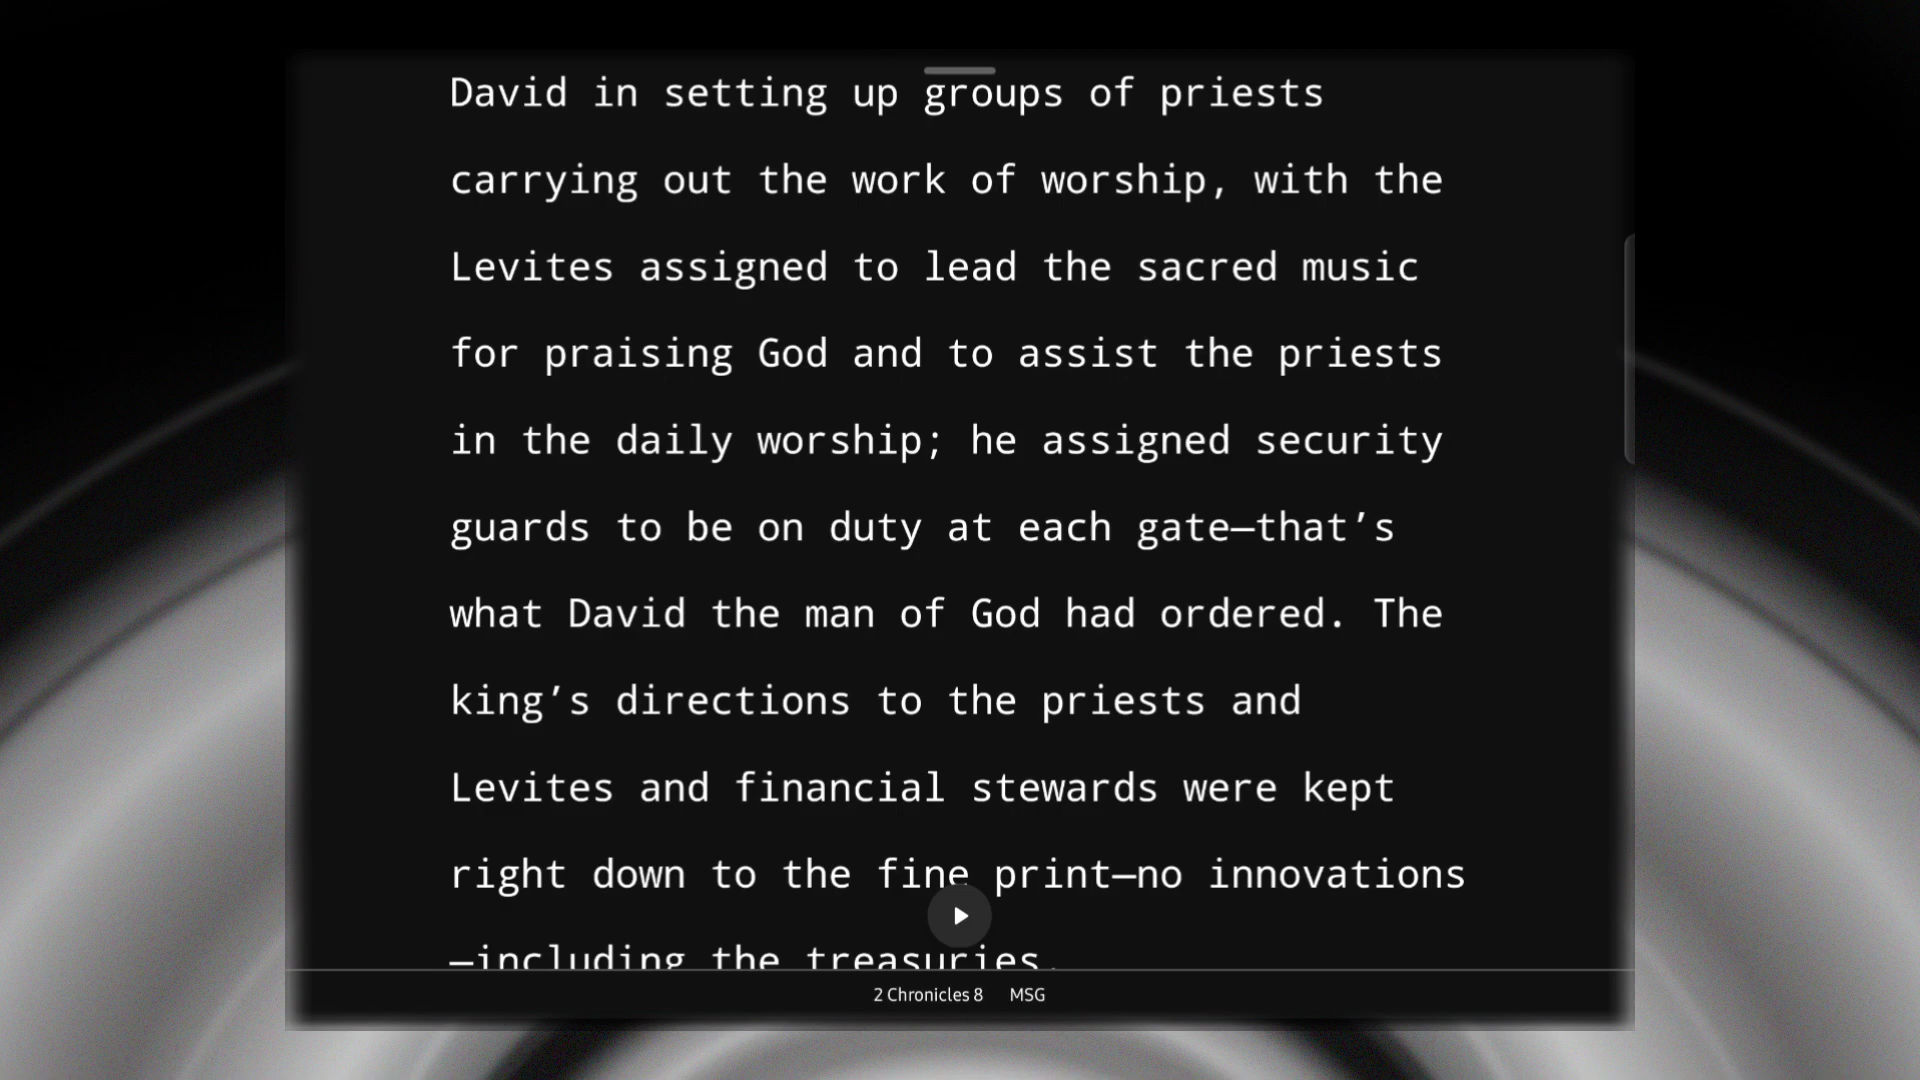 David in setting up groups of priests
carrying out the work of worship, with the
Levites assigned to lead the sacred music
for praising God and to assist the priests
in the daily worship; he assigned security
guards to be on duty at each gate—that’s
what David the man of God had ordered. The
king’s directions to the priests and
Levites and financial stewards were kept
right down to the fine print—no innovations
—including the treasuries.
2 Chronicles 8 MSG